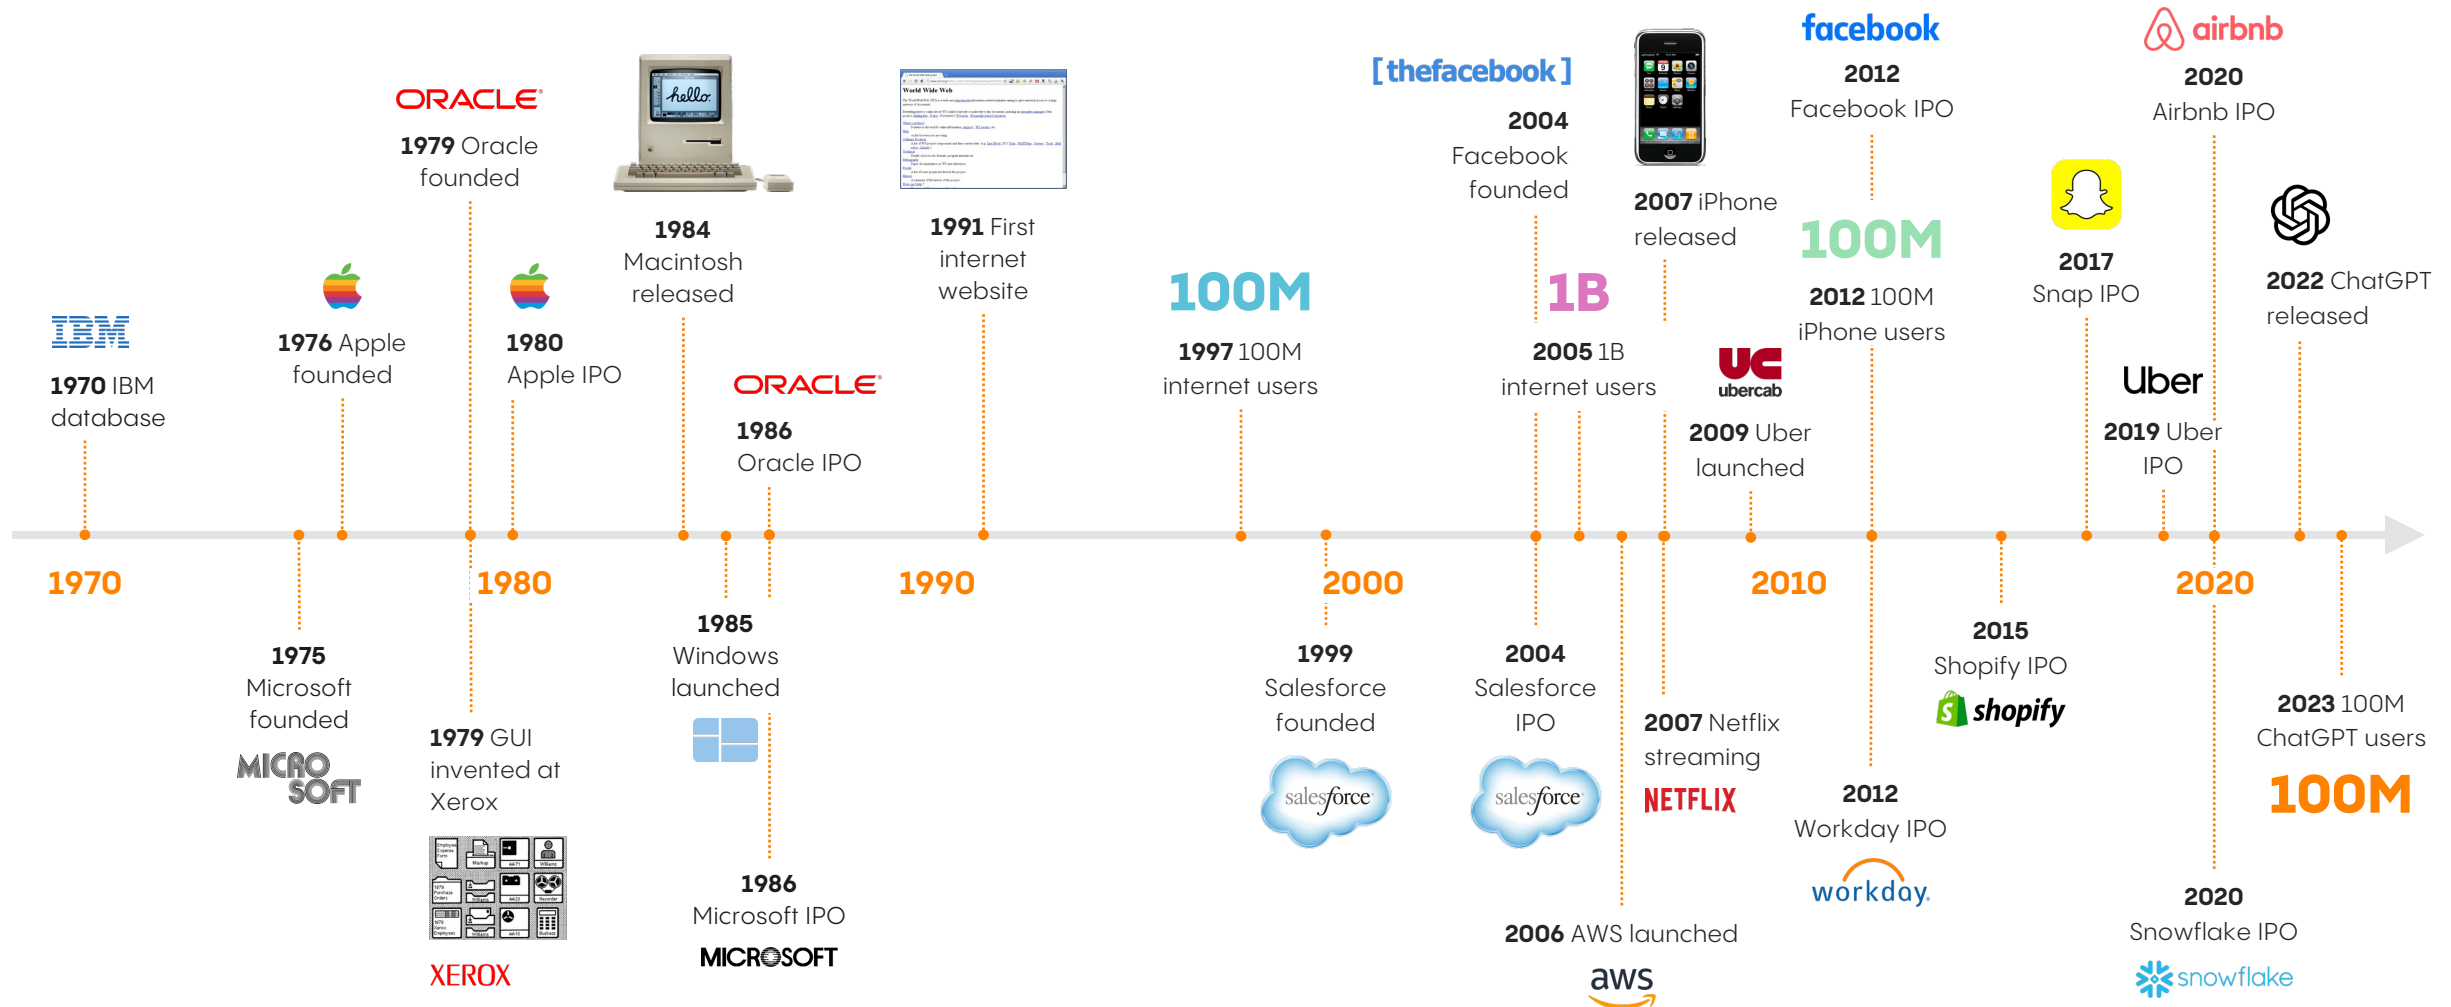 IBM
1970 IBM
database
1976 Apple
founded
ORACLE
1979 Oracle
founded
1980
Apple IPO
hello.
1984
Macintosh
released
ORACLE
1986
Oracle IPO
World Wide Web
1991 First
internet
website
100M
1997 100M
internet users
[thefacebook]
2004
Facebook
founded
1B
2005 1B
internet users
2007 iPhone
released
UC
ubercab
2009 Uber
launched
facebook
2012
Facebook IPO
100M
2012 100M
iPhone users
2017
Snap IPO
Uber
2019 Uber
IPO
airbnb
2020
Airbnb IPO
2022 ChatGPT
released
1970
1980
1990
2000
2010
2020
1975
Microsoft
founded
MICROSOFT
1979 GUI
invented at
Xerox
XEROX
1985
Windows
launched
1986
Microsoft IPO
MICROSOFT
1999
Salesforce
founded
salesforce
2004
Salesforce
IPO
salesforce
2006 AWS launched
aws
2007 Netflix
streaming
NETFLIX
2012
Workday IPO
workday.
2015
Shopify IPO
shopify
2020
Snowflake IPO
snowflake
2023 100M
ChatGPT users
100M